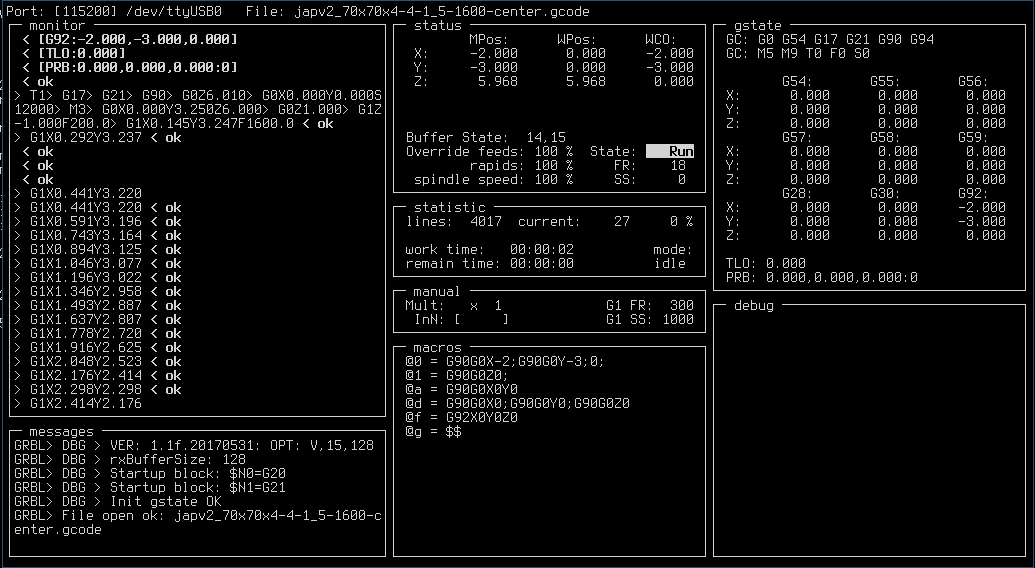 Port: [115200] /dev/ttyUSB0   File: japv2_70x70x4-4-1_5-1600-center.gcode
monitor
< [G92:-2.000,-3.000,0.000]
< [TLO:0.000]
< [PRB:0.000,0.000,0.000:0]
< ok
> T1> G17> G21> G90> G0Z6.010> G0X0.000Y0.000S
12000> M3> G0X0.000Y3.250Z6.000> G0Z1.000> G1Z
-1.000F200.0> G1X0.145Y3.247F1600.0 < ok
> G1X0.292Y3.237 < ok
< ok
< ok
< ok
> G1X0.441Y3.220
> G1X0.441Y3.220 < ok
> G1X0.591Y3.196 < ok
> G1X0.743Y3.164 < ok
> G1X0.894Y3.125 < ok
> G1X1.046Y3.077 < ok
> G1X1.196Y3.022 < ok
> G1X1.346Y2.958 < ok
> G1X1.493Y2.887 < ok
> G1X1.637Y2.807 < ok
> G1X1.778Y2.720 < ok
> G1X1.916Y2.625 < ok
> G1X2.048Y2.523 < ok
> G1X2.176Y2.414 < ok
> G1X2.298Y2.298 < ok
> G1X2.414Y2.176
messages
GRBL> DBG > VER: 1.1f.20170531: OPT: V,15,128
GRBL> DBG > rxBufferSize: 128
GRBL> DBG > Startup block: $N0=G20
GRBL> DBG > Startup block: $N1=G21
GRBL> DBG > Init gstate OK
GRBL> File open ok: japv2_70x70x4-4-1_5-1600-c
enter.gcode
status
MPos: WPos: WCO:
X: -2.000 0.000 -2.000
Y: -3.000 0.000 -3.000
Z: 5.968 5.968 0.000
Buffer State: 14,15
Override feeds: 100 % State: Run
rapids: 100 % FR: 18
spindle speed: 100 % SS: 0
statistic
lines: 4017 current: 27 0 %
work time: 00:00:02 mode:
remain time: 00:00:00 idle
manual
Mult: x 1 G1 FR: 300
InN: [ ] G1 SS: 1000
macros
@0 = G90G0X-2;G90G0Y-3;0;
@1 = G90G0Z0;
@a = G90G0X0Y0
@d = G90G0X0;G90G0Y0;G90G0Z0
@f = G92X0Y0Z0
@g = $$
gstate
GC: G0 G54 G17 G21 G90 G94
GC: M5 M9 T0 F0 S0
G54: G55: G56:
X: 0.000 0.000 0.000
Y: 0.000 0.000 0.000
Z: 0.000 0.000 0.000
G57: G58: G59:
X: 0.000 0.000 0.000
Y: 0.000 0.000 0.000
Z: 0.000 0.000 0.000
G28: G30: G92:
X: 0.000 0.000 -2.000
Y: 0.000 0.000 -3.000
Z: 0.000 0.000 0.000
TLO: 0.000
PRB: 0.000,0.000,0.000:0
debug